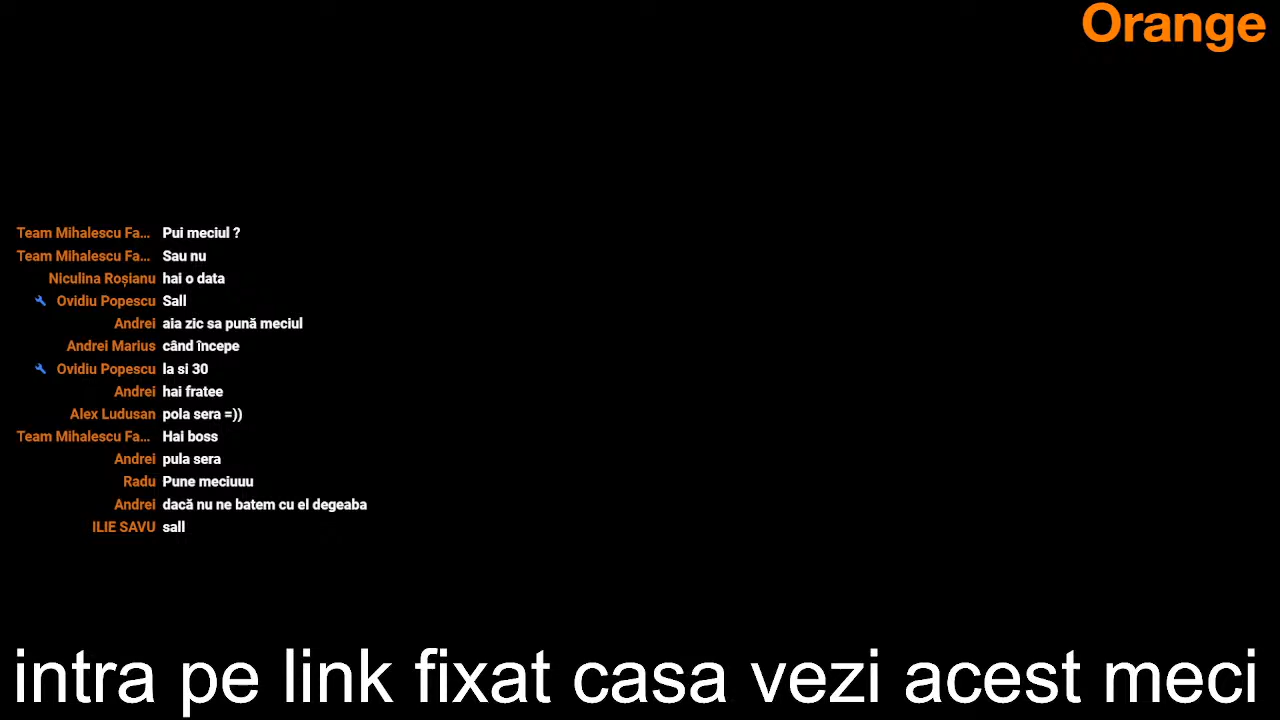 Orange
Team Mihalescu Fa... Pui meciul ?
Team Mihalescu Fa... Sau nu
Niculina Roșianu hai o data
Ovidiu Popescu Sall
Andrei aia zic sa pună meciul
Andrei Marius când începe
Ovidiu Popescu la si 30
Andrei hai fratee
Alex Ludusan pola sera =))
Team Mihalescu Fa... Hai boss
Andrei pula sera
Radu Pune meciuuu
Andrei dacă nu ne batem cu el degeaba
ILIE SAVU sall
intra pe link fixat casa vezi acest meci